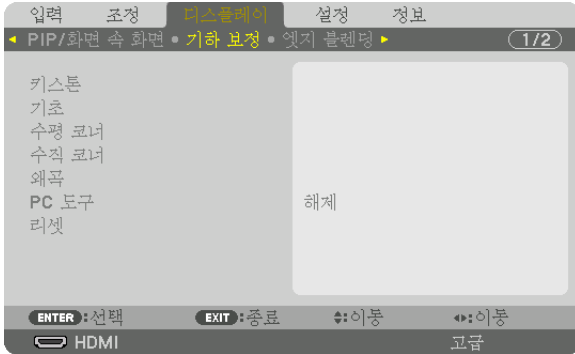 입력 조정 디스플레이 설정 정보
◂ PIP/화면 속 화면 • 기하 보정 • 엣지 블렌딩 ▸ 1/2
키스톤
기초
수평 코너
수직 코너
왜곡
PC 도구 해제
리셋
ENTER:선택 EXIT:종료 ♦:이동 ◂▸:이동
HDMI 고급